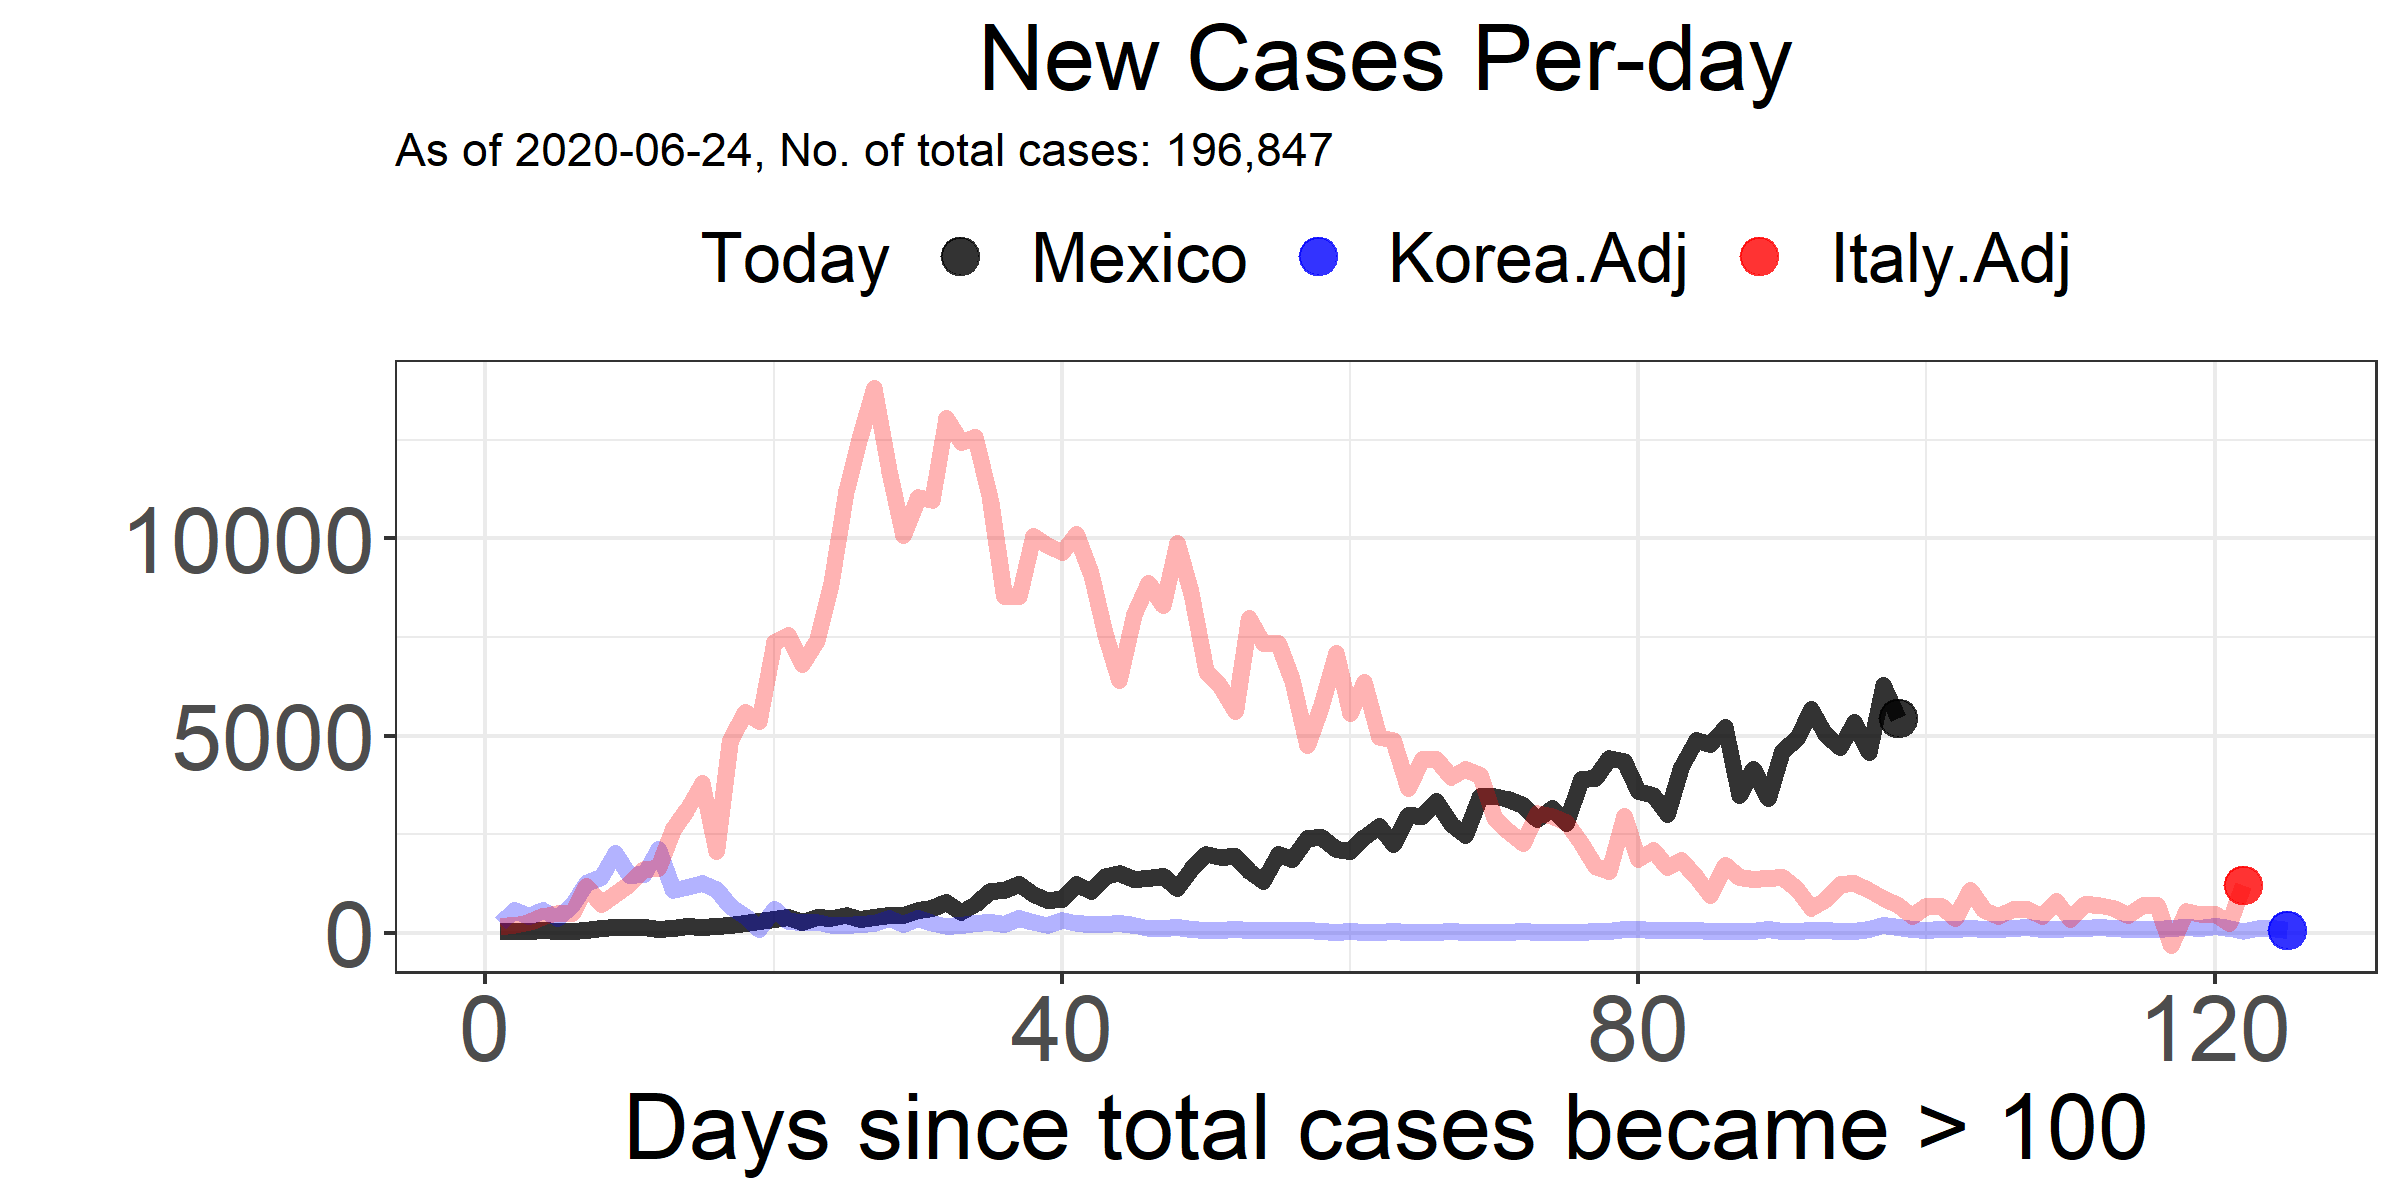 New Cases Per-day
As of 2020-06-24, No. of total cases: 196,847
Today Mexico Korea.Adj Italy.Adj
10000
5000
0
0 40 80 120
Days since total cases became > 100